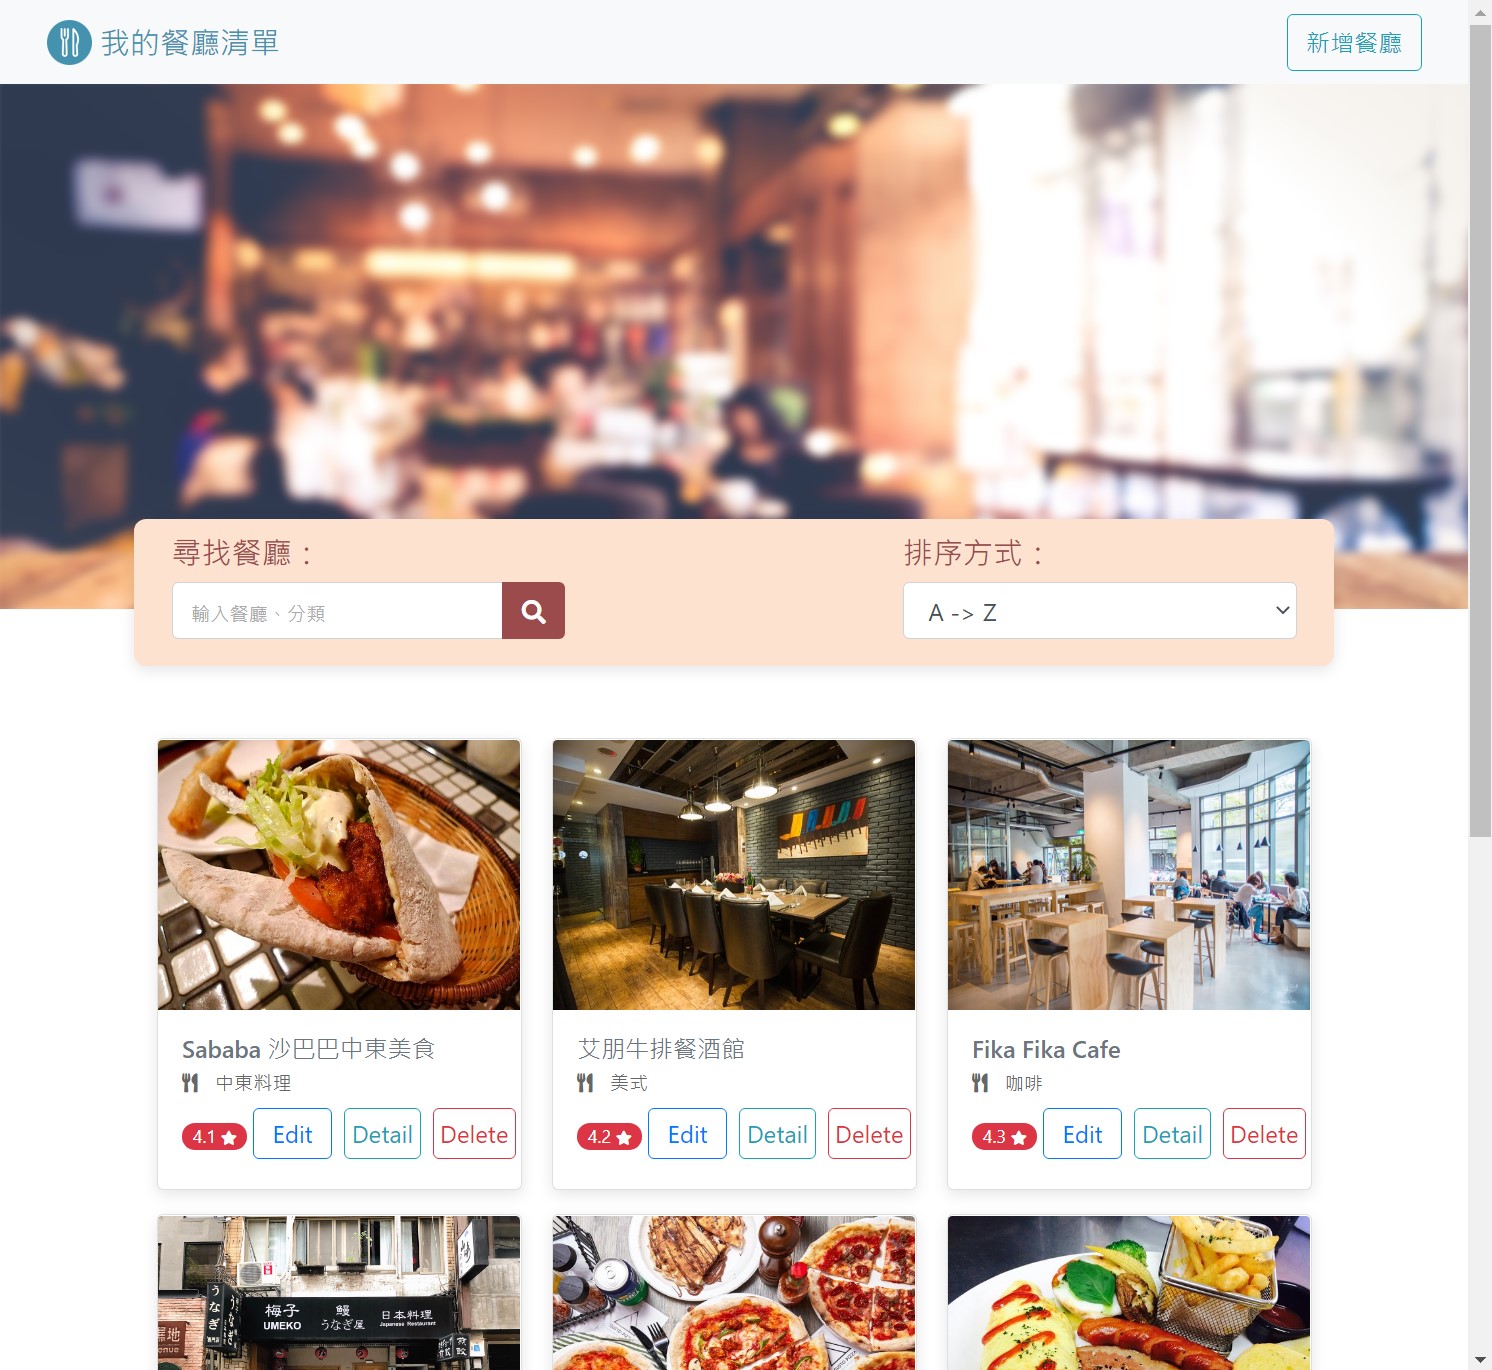 我的餐廳清單
新增餐廳
尋找餐廳：
排序方式：
輸入餐廳、分類
A -> Z
Sababa 沙巴巴中東美食
中東料理
4.1
Edit
Detail
Delete
艾朋牛排餐酒館
美式
4.2
Edit
Detail
Delete
Fika Fika Cafe
咖啡
4.3
Edit
Detail
Delete
うなぎ
梅子
UMEKO
鰻
うなぎ屋
日本料理
Japanese Restaurant